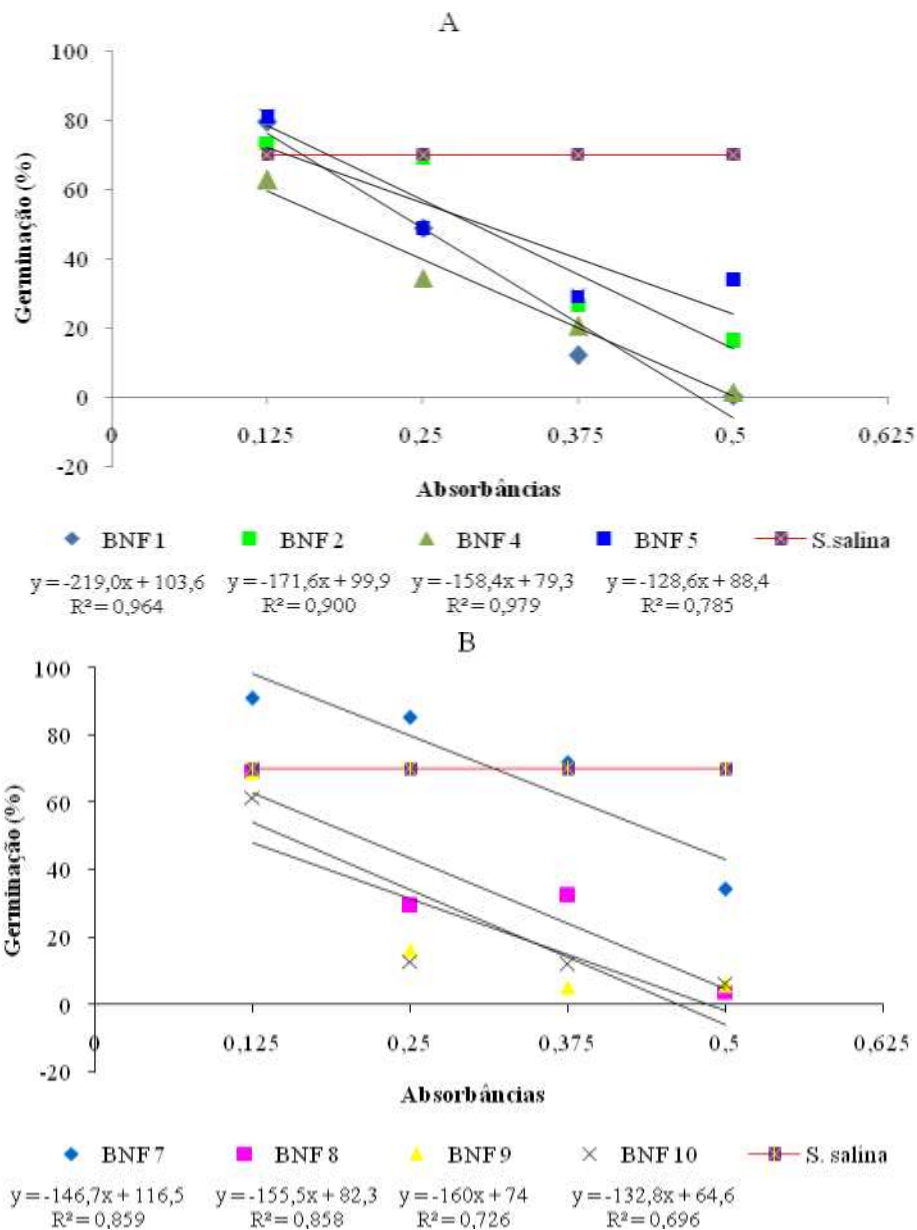 A
100
80
60
40
20
0
-20
Germinação (%)
0
0,125
0,25
0,375
0,5
0,625
Absorbâncias
BNF 1
BNF 2
BNF 4
BNF 5
S.salina
y = -219,0x + 103,6
R² = 0,964
y = -171,6x + 99,9
R² = 0,900
y = -158,4x + 79,3
R² = 0,979
y = -128,6x + 88,4
R² = 0,785
B
100
80
60
40
20
0
-20
Germinação (%)
0
0,125
0,25
0,375
0,5
0,625
Absorbâncias
BNF 7
BNF 8
BNF 9
BNF 10
S. salina
y = -146,7x + 116,5
R² = 0,859
y = -155,5x + 82,3
R² = 0,858
y = -160x + 74
R² = 0,726
y = -132,8x + 64,6
R² = 0,696